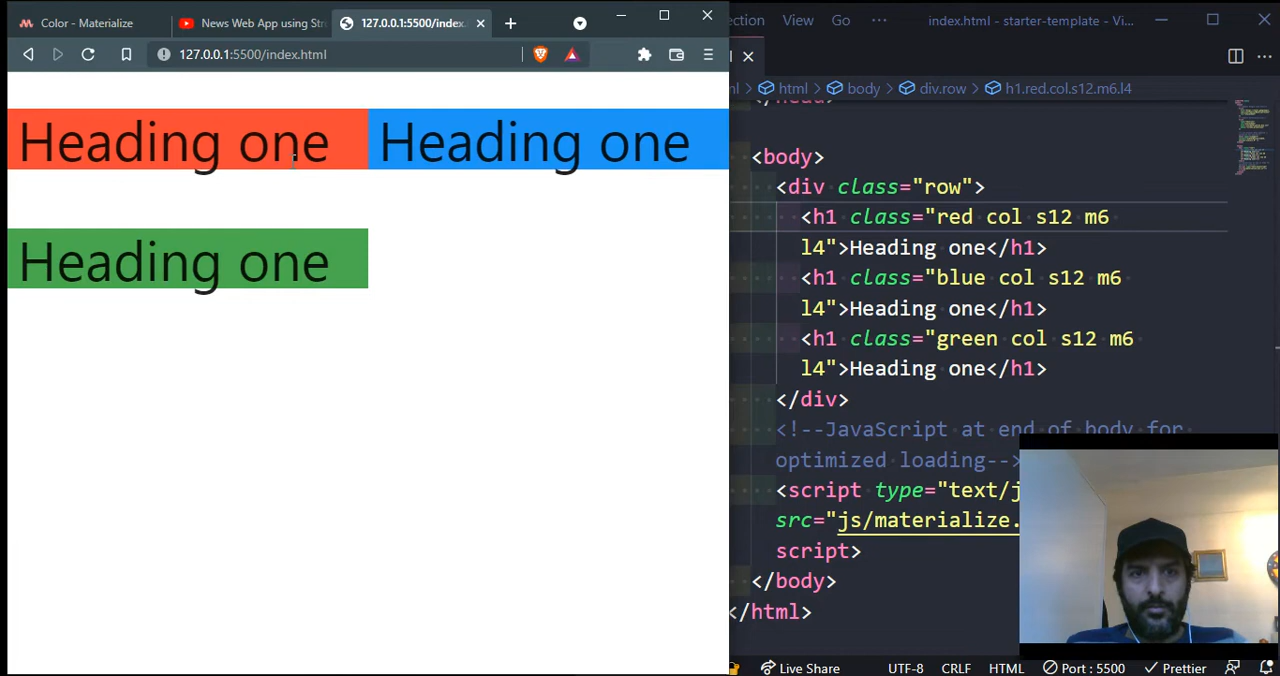 Color - Materialize
News Web App using Str
127.0.0.1:5500/index.
127.0.0.1:5500/index.html
Heading one
Heading one
Heading one
ection View Go ··· index.html - starter-template - Vi...
html > body > div.row > h1.red.col.s12.m6.l4
<body>
<div class="row">
<h1 class="red col s12 m6
l4">Heading one</h1>
<h1 class="blue col s12 m6
l4">Heading one</h1>
<h1 class="green col s12 m6
l4">Heading one</h1>
</div>
<!--JavaScript at end of body for
optimized loading-->
<script type="text/j
src="js/materialize.
script>
</body>
</html>
Live Share UTF-8 CRLF HTML Port : 5500 Prettier